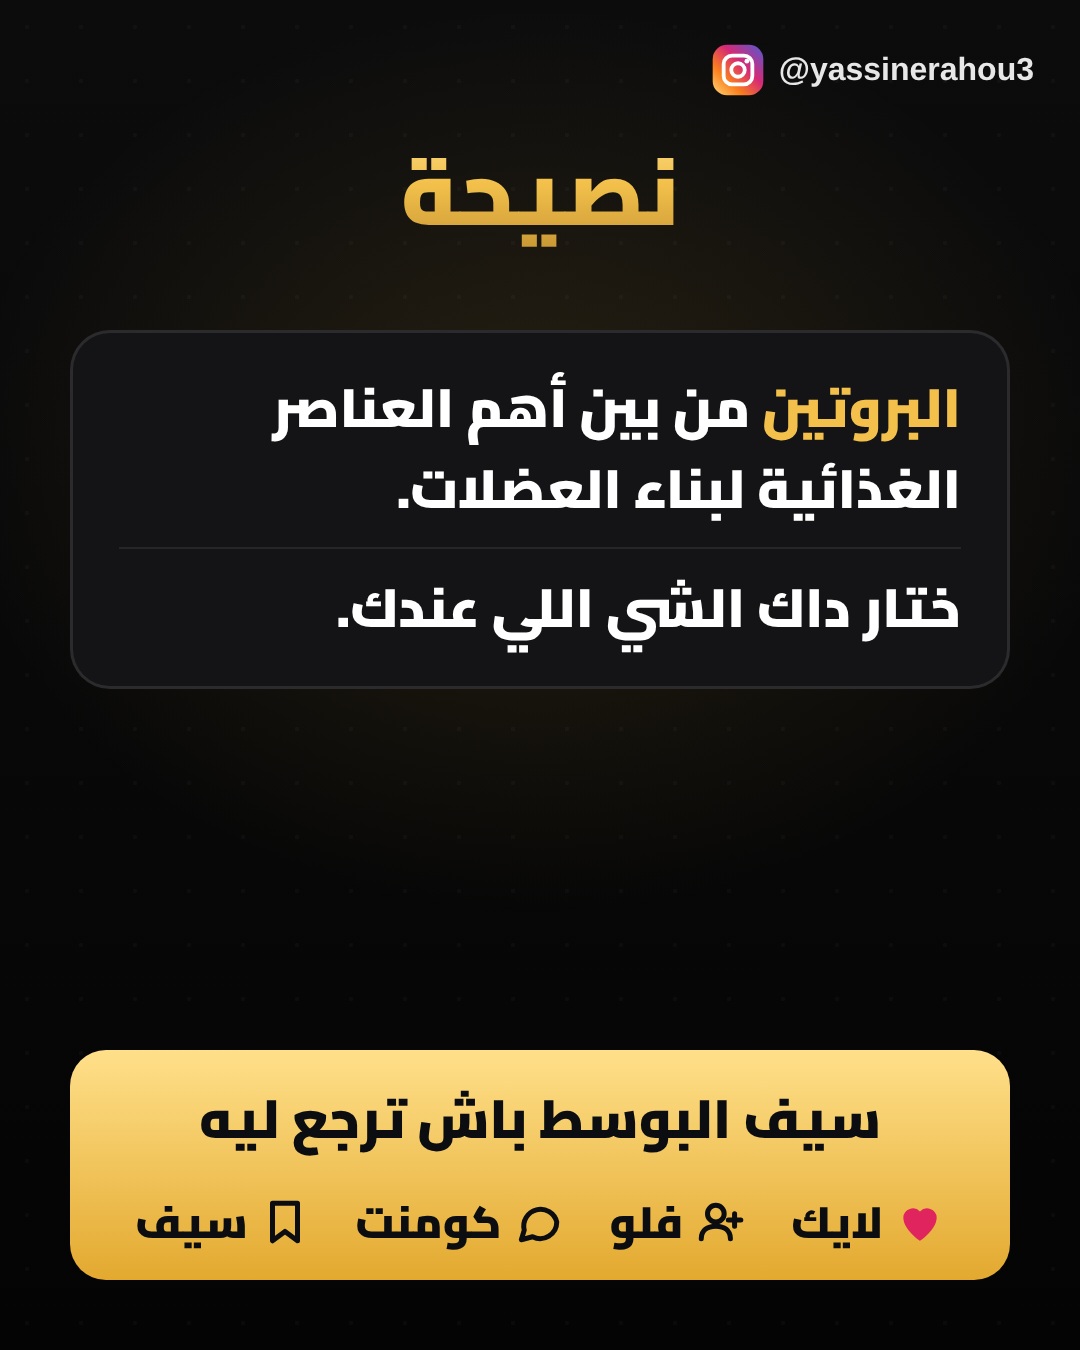 @yassinerahou3
نصيحة
البروتين من بين أهم العناصر
الغذائية لبناء العضلات.
ختار داك الشي اللي عندك.
سيف البوسط باش ترجع ليه
لايك فلو كومنت سيف